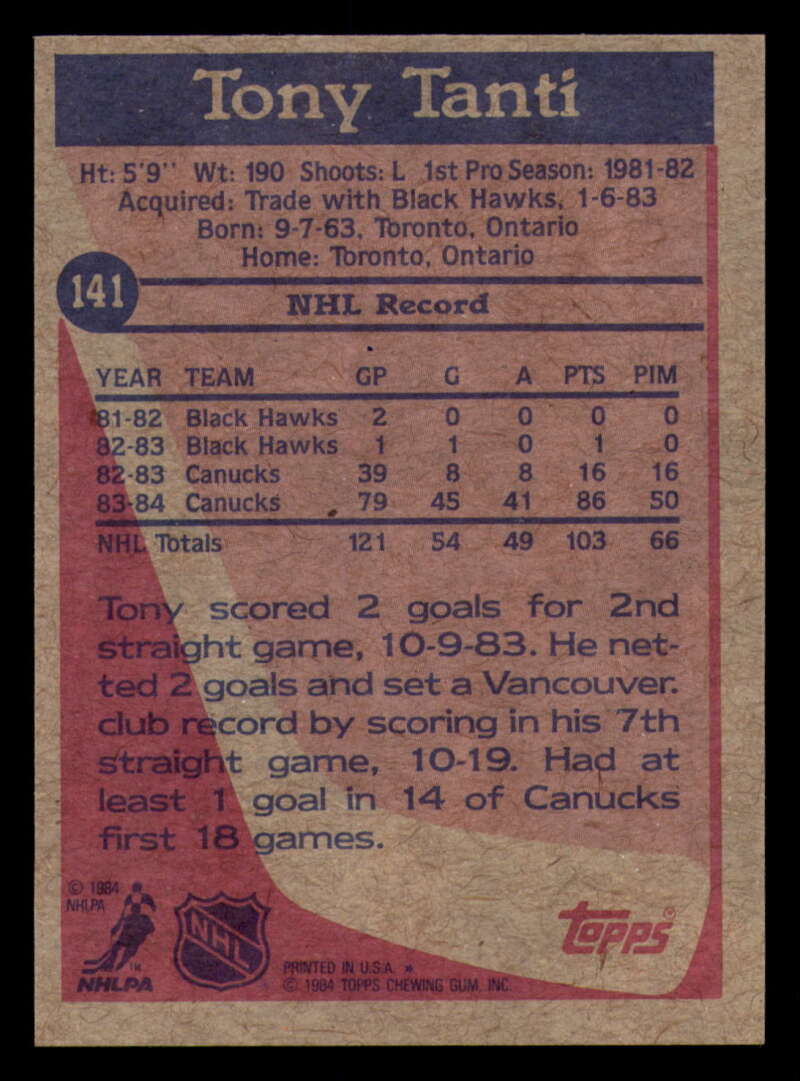 Tony Tanti
Ht: 5'9" Wt: 190 Shoots: L 1st Pro Season: 1981-82
Acquired: Trade with Black Hawks, 1-6-83
Born: 9-7-63, Toronto, Ontario
Home: Toronto, Ontario
141
NHL Record
YEAR TEAM GP G A PTS PIM
81-82 Black Hawks 2 0 0 0 0
82-83 Black Hawks 1 1 0 1 0
82-83 Canucks 39 8 8 16 16
83-84 Canucks 79 45 41 86 50
NHL Totals 121 54 49 103 66
Tony scored 2 goals for 2nd
straight game, 10-9-83. He net-
ted 2 goals and set a Vancouver.
club record by scoring in his 7th
straight game, 10-19. Had at
least 1 goal in 14 of Canucks
first 18 games.
© 1984
NHLPA
TM
NHLPA
NHL
PRINTED IN U.S.A. *
© 1984 TOPPS CHEWING GUM, INC.
topps®